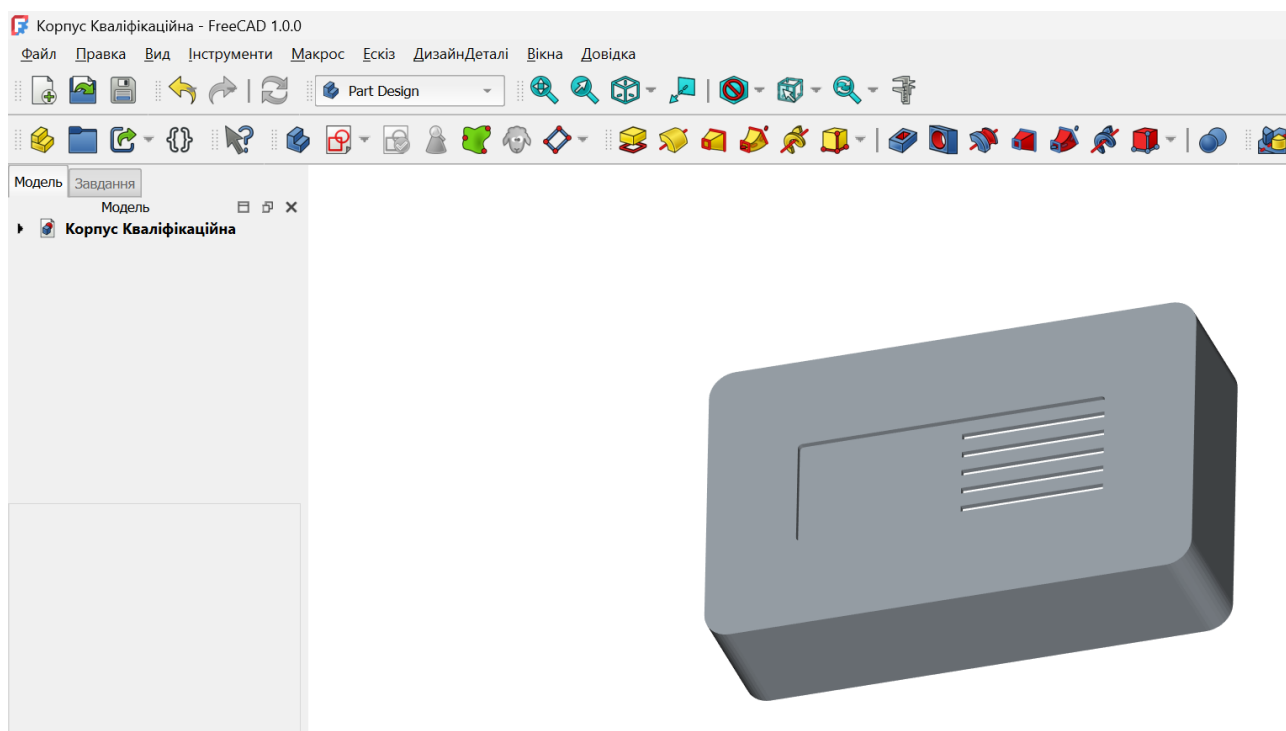 Корпус Кваліфікаційна - FreeCAD 1.0.0
Файл Правка Вид Інструменти Макрос Ескіз ДизайнДеталі Вікна Довідка
Part Design
Модель Завдання
Модель
Корпус Кваліфікаційна